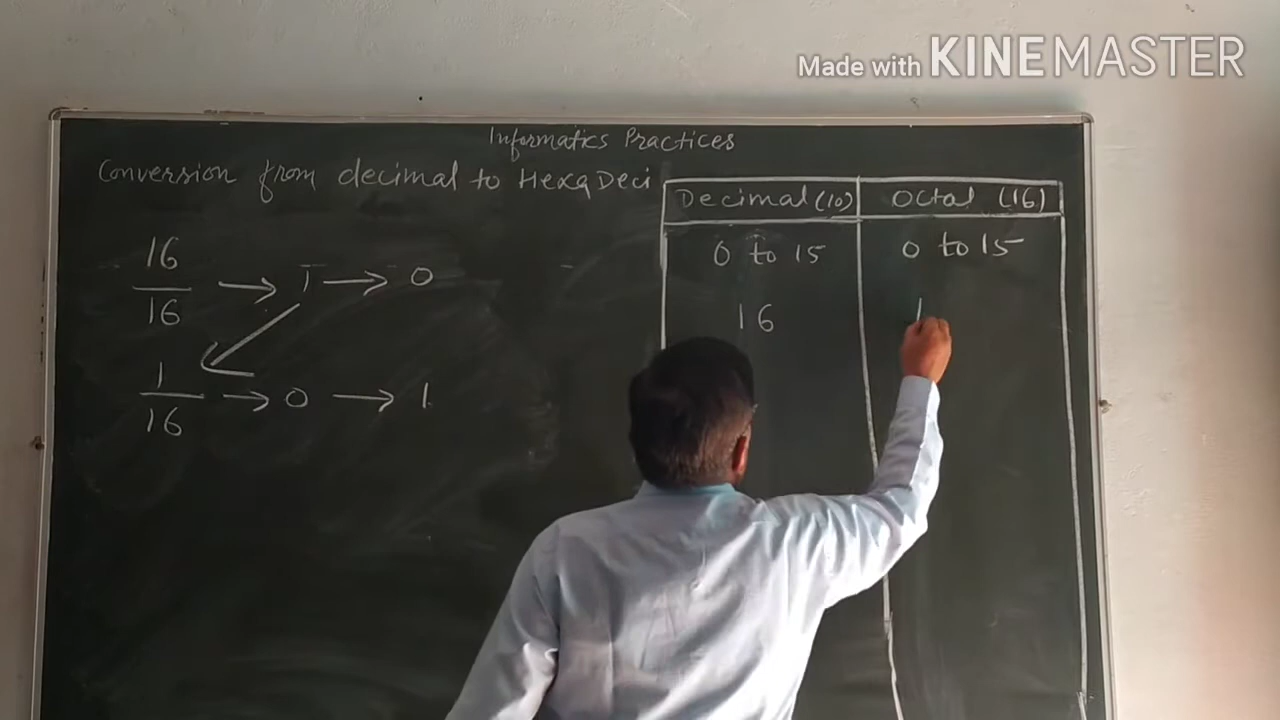 Made with KINEMASTER
Informatics Practices
Conversion from decimal to HexaDeci
Decimal (10) Octal (16)
0 to 15 0 to 15
16 1
16
16 → 1 → 0
1
16 → 0 → 1